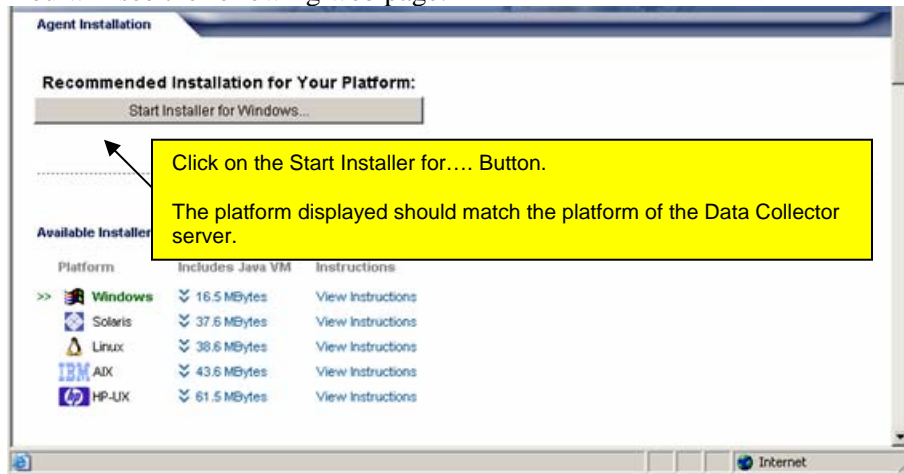 Agent Installation
Recommended Installation for Your Platform:
Start Installer for Windows...
Click on the Start Installer for…. Button.
The platform displayed should match the platform of the Data Collector
server.
Available Installer
Platform Includes Java VM Instructions
>> Windows 16.5 MBytes View Instructions
Solaris 37.6 MBytes View Instructions
Linux 38.6 MBytes View Instructions
IBM AIX 43.6 MBytes View Instructions
hp HP-UX 61.5 MBytes View Instructions
Internet